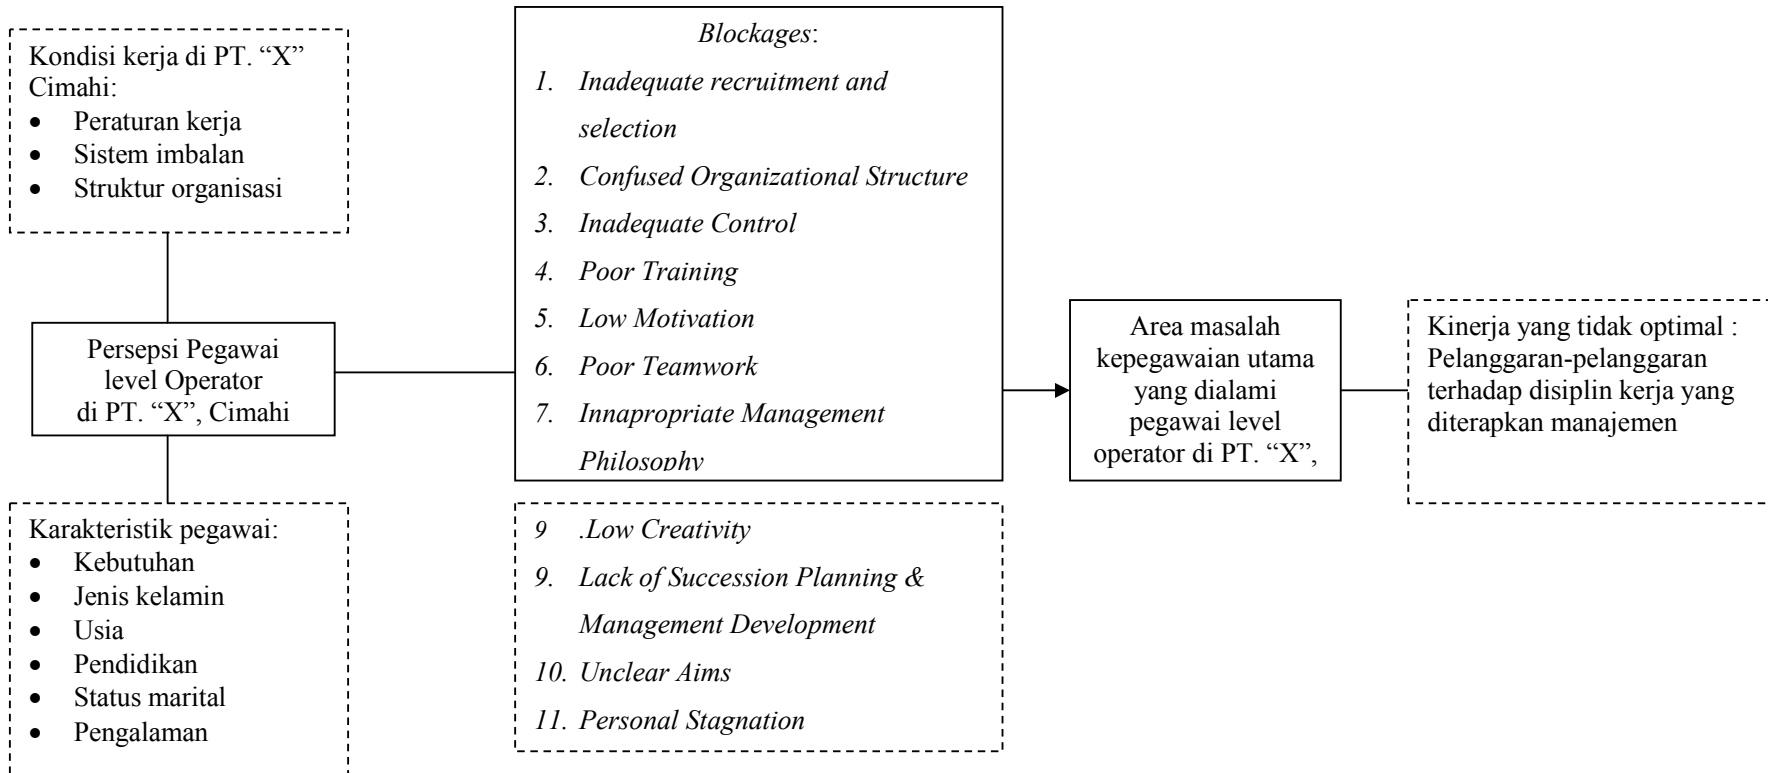 Kondisi kerja di PT. “X”
Cimahi:
• Peraturan kerja
• Sistem imbalan
• Struktur organisasi
Persepsi Pegawai
level Operator
di PT. “X”, Cimahi
Karakteristik pegawai:
• Kebutuhan
• Jenis kelamin
• Usia
• Pendidikan
• Status marital
• Pengalaman
Blockages:
1. Inadequate recruitment and
selection
2. Confused Organizational Structure
3. Inadequate Control
4. Poor Training
5. Low Motivation
6. Poor Teamwork
7. Innapropriate Management
Philosophy
9 .Low Creativity
9. Lack of Succession Planning &
Management Development
10. Unclear Aims
11. Personal Stagnation
Area masalah
kepegawaian utama
yang dialami
pegawai level
operator di PT. “X”,
Kinerja yang tidak optimal :
Pelanggaran-pelanggaran
terhadap disiplin kerja yang
diterapkan manajemen